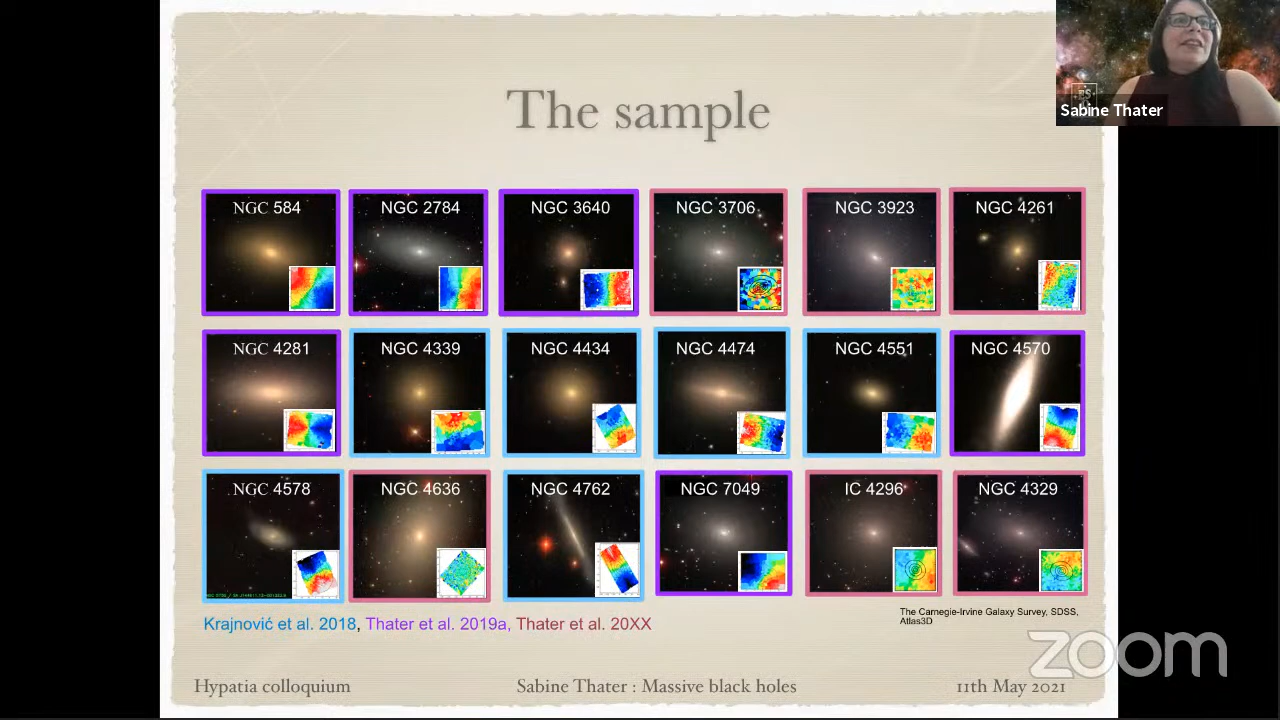 The sample
Sabine Thater
NGC 584
NGC 2784
NGC 3640
NGC 3706
NGC 3923
NGC 4261
NGC 4281
NGC 4339
NGC 4434
NGC 4474
NGC 4551
NGC 4570
NGC 4578
NGC 4636
NGC 4762
NGC 7049
IC 4296
NGC 4329
Krajnović et al. 2018, Thater et al. 2019a, Thater et al. 20XX
The Carnegie-Irvine Galaxy Survey, SDSS,
Atlas3D
zoom
Hypatia colloquium
Sabine Thater : Massive black holes
11th May 2021